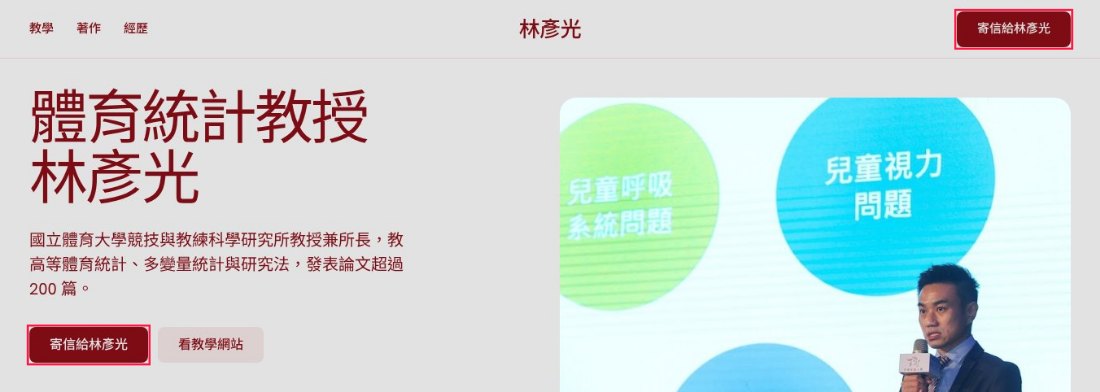 教學
著作
經歷
林彥光
寄信給林彥光
體育統計教授
林彥光
國立體育大學競技與教練科學研究所教授兼所長，教
高等體育統計、多變量統計與研究法，發表論文超過
200 篇。
寄信給林彥光
看教學網站
兒童呼吸
系統問題
兒童視力
問題